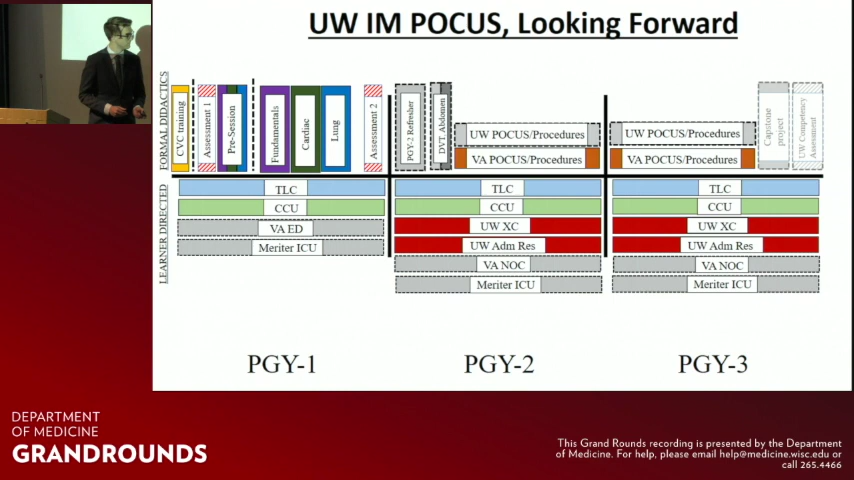 UW IM POCUS, Looking Forward
FORMAL DIDACTICS
CVC training
Assessment 1
Pre-Session
Fundamentals
Cardiac
Lung
Assessment 2
PGY-2 Refresher
DVT, Abdomen
UW POCUS/Procedures
VA POCUS/Procedures
UW POCUS/Procedures
VA POCUS/Procedures
Capstone
project
UW Competency
Assessment
LEARNER DIRECTED
TLC
CCU
VA ED
Meriter ICU
TLC
CCU
UW XC
UW Adm Res
VA NOC
Meriter ICU
TLC
CCU
UW XC
UW Adm Res
VA NOC
Meriter ICU
PGY-1
PGY-2
PGY-3
DEPARTMENT
OF MEDICINE
GRANDROUNDS
This Grand Rounds recording is presented by the Department
of Medicine. For help, please email help@medicine.wisc.edu or
call 265.4466